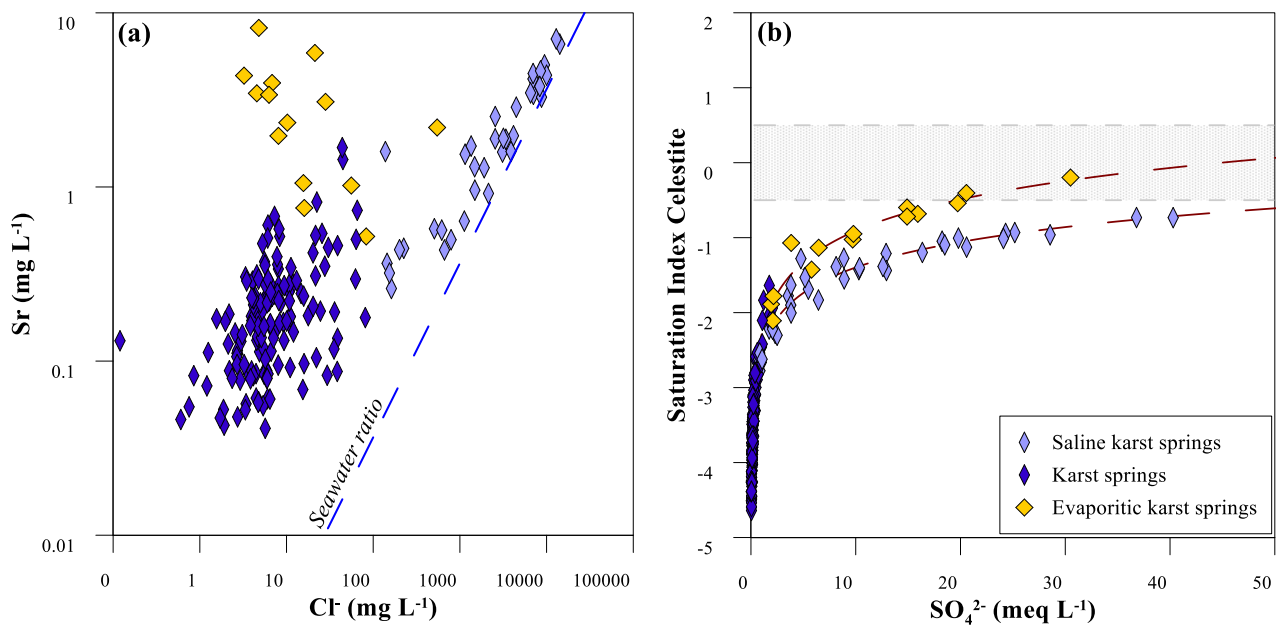 (a)
10
1
0.1
0.01
Sr (mg L⁻¹)
Seawater ratio
0 1 10 100 1000 10000 100000
Cl⁻ (mg L⁻¹)
(b)
2
1
0
-1
-2
-3
-4
-5
Saturation Index Celestite
Saline karst springs
Karst springs
Evaporitic karst springs
0 10 20 30 40 50
SO₄²⁻ (meq L⁻¹)